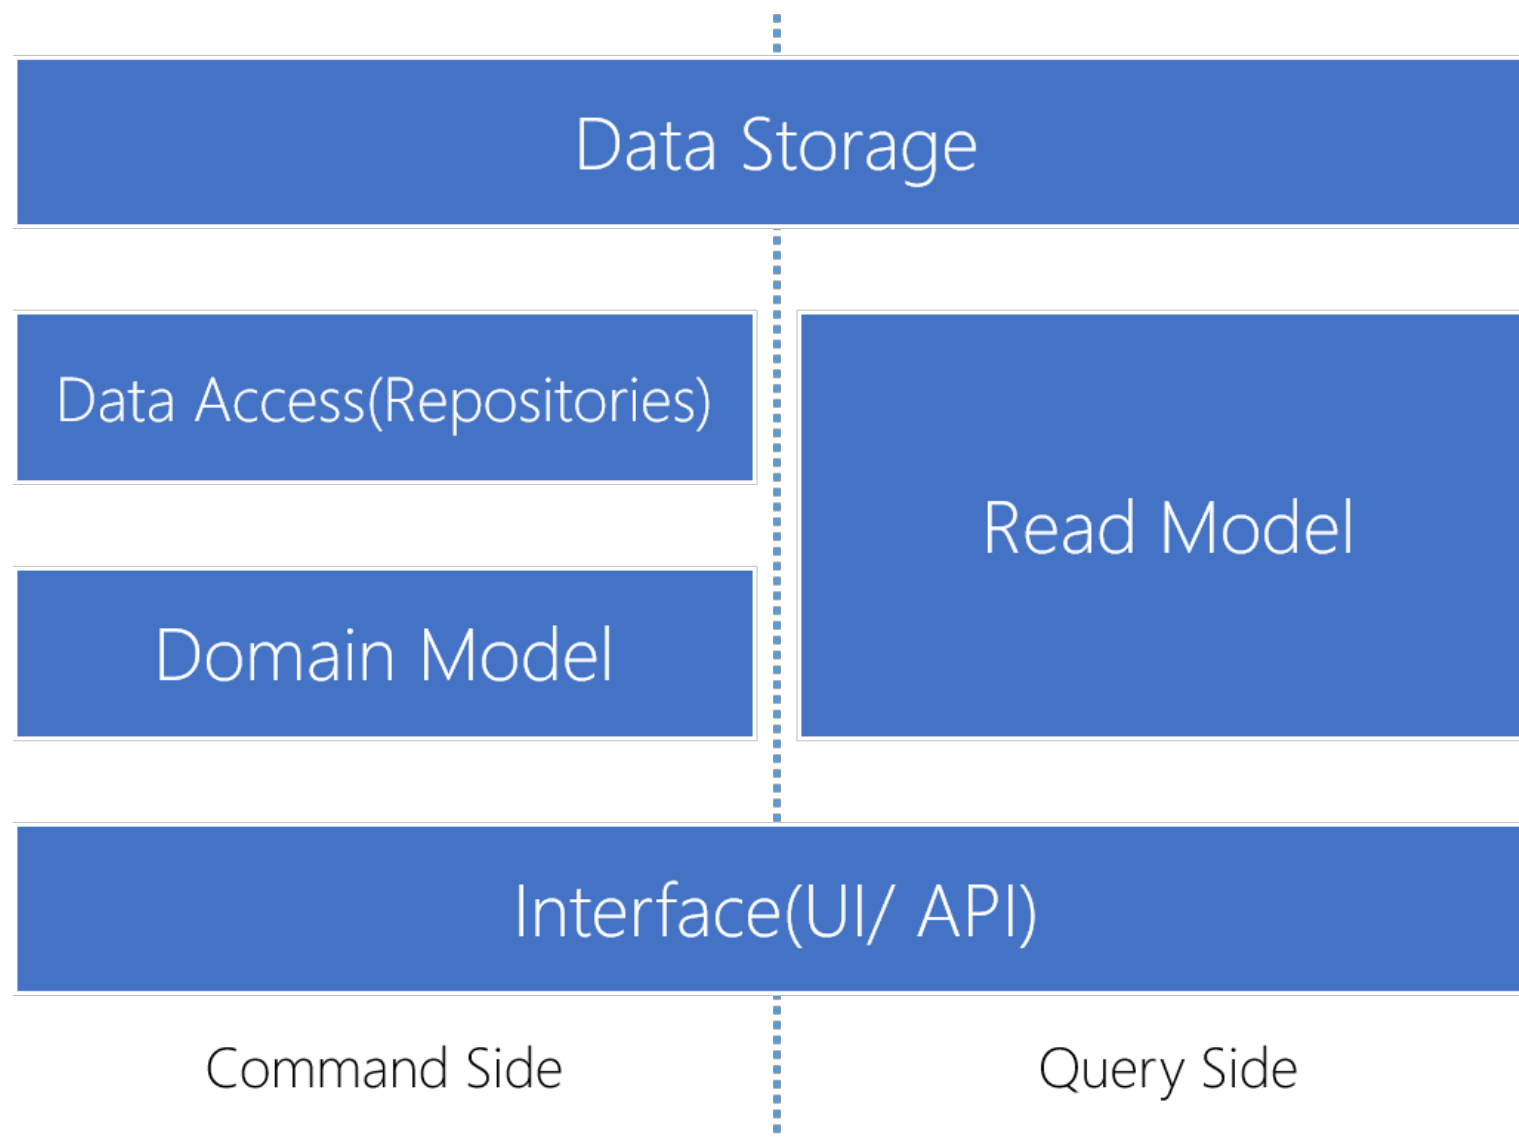 Data Storage
Data Access(Repositories)
Read Model
Domain Model
Interface(UI/ API)
Command Side
Query Side